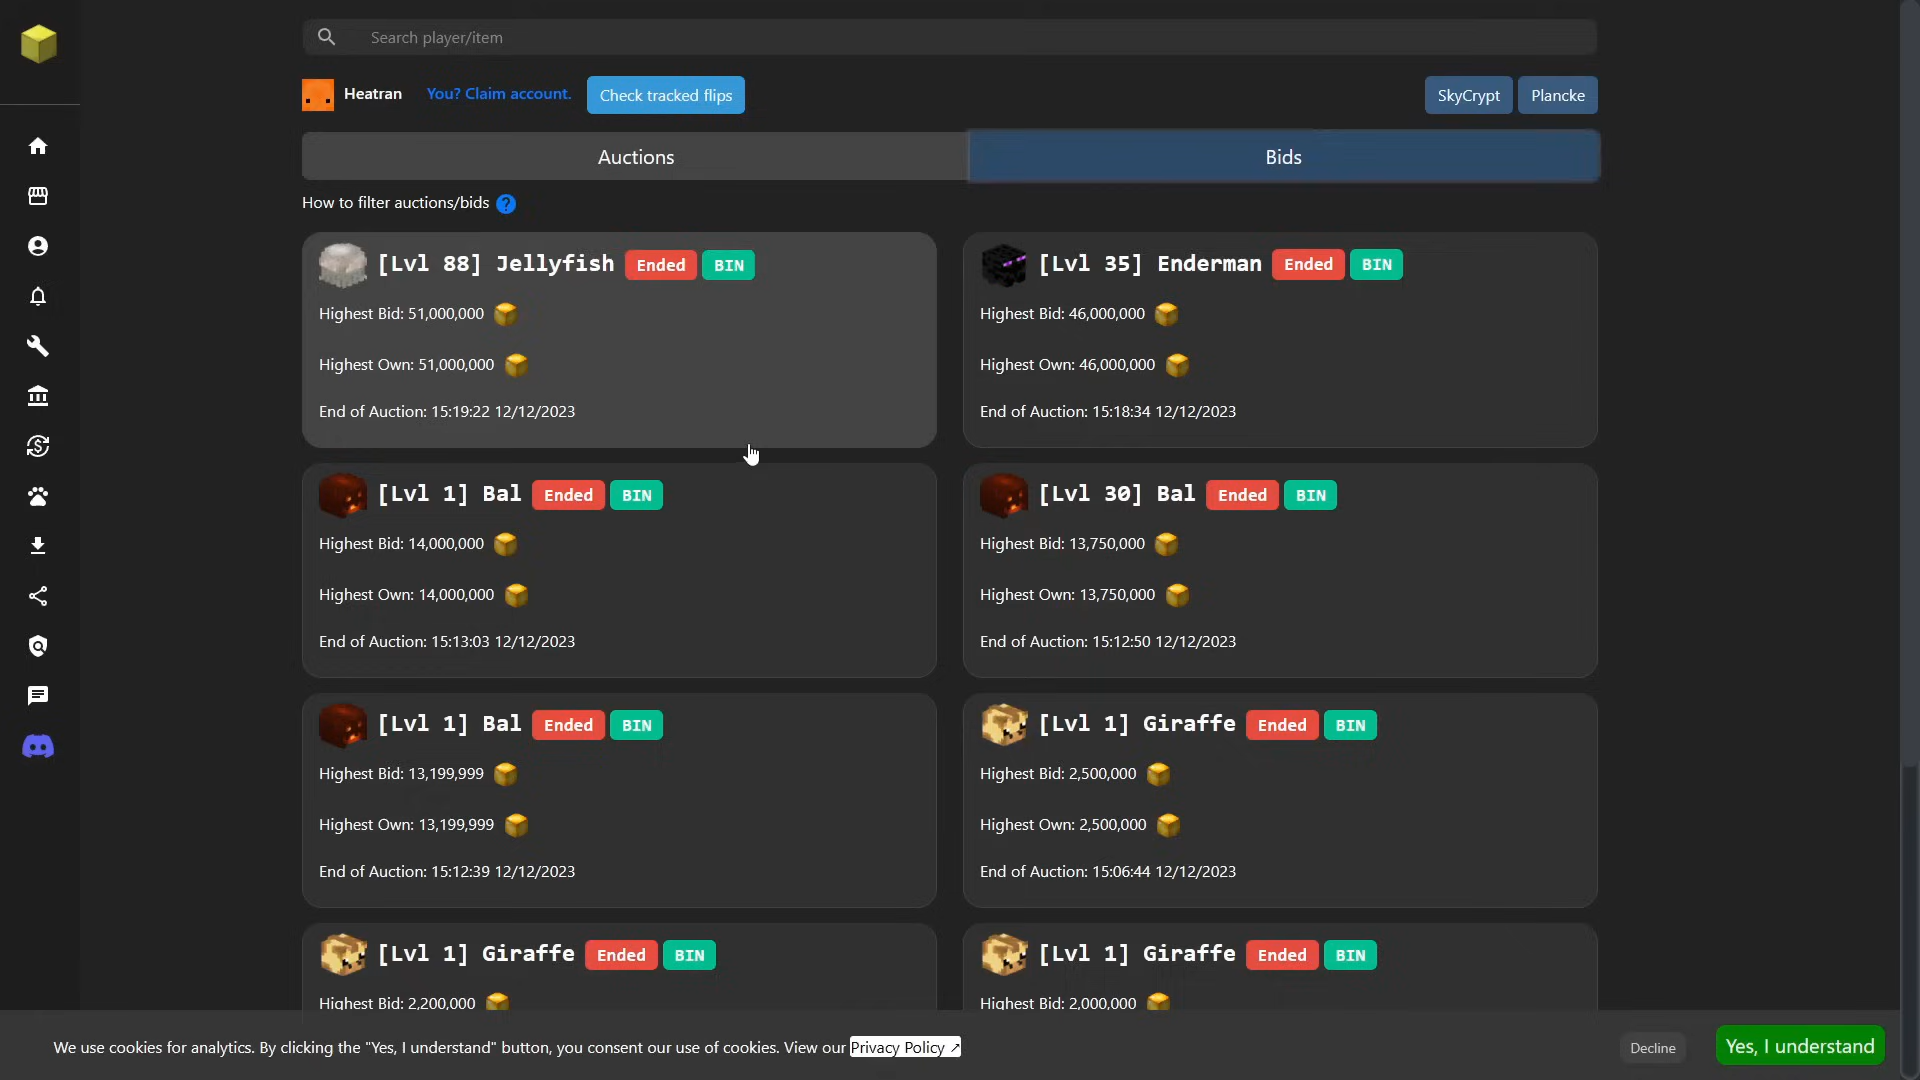 Search player/item
Heatran You? Claim account. Check tracked flips SkyCrypt Plancke
Auctions Bids
How to filter auctions/bids ?
[Lvl 88] Jellyfish Ended BIN
Highest Bid: 51,000,000
Highest Own: 51,000,000
End of Auction: 15:19:22 12/12/2023
[Lvl 35] Enderman Ended BIN
Highest Bid: 46,000,000
Highest Own: 46,000,000
End of Auction: 15:18:34 12/12/2023
[Lvl 1] Bal Ended BIN
Highest Bid: 14,000,000
Highest Own: 14,000,000
End of Auction: 15:13:03 12/12/2023
[Lvl 30] Bal Ended BIN
Highest Bid: 13,750,000
Highest Own: 13,750,000
End of Auction: 15:12:50 12/12/2023
[Lvl 1] Bal Ended BIN
Highest Bid: 13,199,999
Highest Own: 13,199,999
End of Auction: 15:12:39 12/12/2023
[Lvl 1] Giraffe Ended BIN
Highest Bid: 2,500,000
Highest Own: 2,500,000
End of Auction: 15:06:44 12/12/2023
[Lvl 1] Giraffe Ended BIN
Highest Bid: 2,200,000
[Lvl 1] Giraffe Ended BIN
Highest Bid: 2,000,000
We use cookies for analytics. By clicking the "Yes, I understand" button, you consent our use of cookies. View our Privacy Policy ↗ Decline Yes, I understand